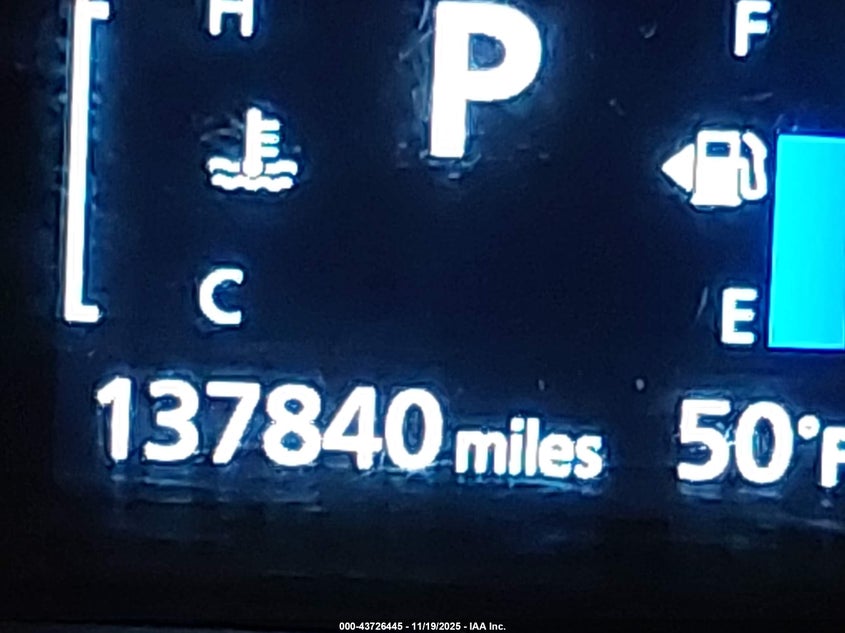 H P F
C E
137840 miles 50°F
000-43726445 - 11/19/2025 - IAA Inc.